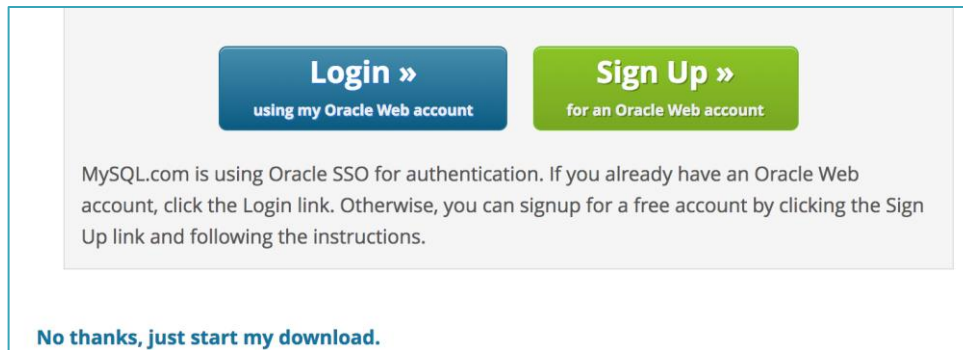 Login »
using my Oracle Web account
Sign Up »
for an Oracle Web account
MySQL.com is using Oracle SSO for authentication. If you already have an Oracle Web
account, click the Login link. Otherwise, you can signup for a free account by clicking the Sign
Up link and following the instructions.
No thanks, just start my download.